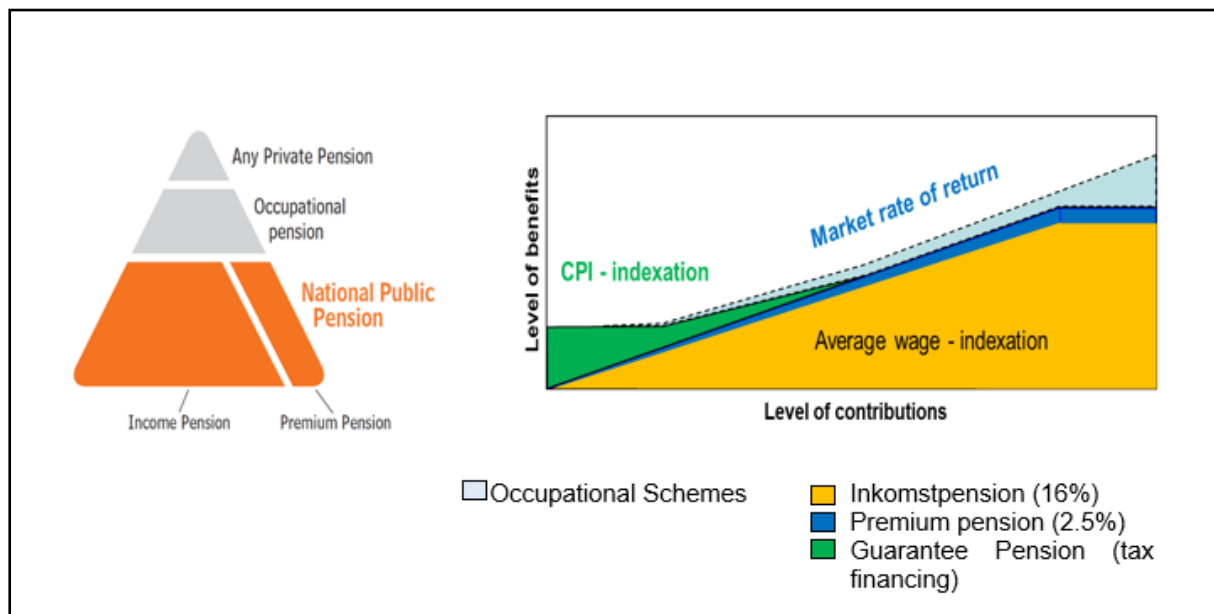 Any Private Pension
Occupational
pension
National Public
Pension
Income Pension
Premium Pension
Level of benefits
CPI - indexation
Market rate of return
Average wage - indexation
Level of contributions
Occupational Schemes
Inkomstpension (16%)
Premium pension (2.5%)
Guarantee Pension (tax
financing)